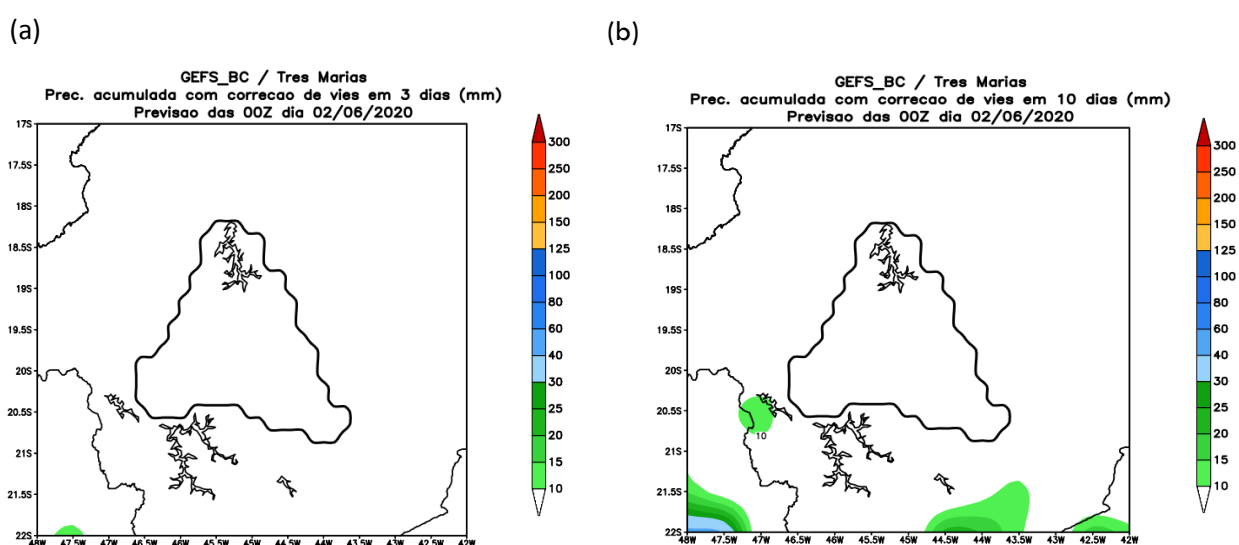 (a)
GEFS_BC / Tres Marias
Prec. acumulada com correcao de vies em 3 dias (mm)
Previsao das 00Z dia 02/06/2020
17S
17.5S
18S
18.5S
19S
19.5S
20S
20.5S
21S
21.5S
22S
48W 47.5W 47W 46.5W 46W 45.5W 45W 44.5W 44W 43.5W 43W 42.5W 42W
300
250
200
150
125
100
80
60
40
30
25
20
15
10
(b)
GEFS_BC / Tres Marias
Prec. acumulada com correcao de vies em 10 dias (mm)
Previsao das 00Z dia 02/06/2020
17S
17.5S
18S
18.5S
19S
19.5S
20S
20.5S
21S
21.5S
22S
10
48W 47.5W 47W 46.5W 46W 45.5W 45W 44.5W 44W 43.5W 43W 42.5W 42W
300
250
200
150
125
100
80
60
40
30
25
20
15
10